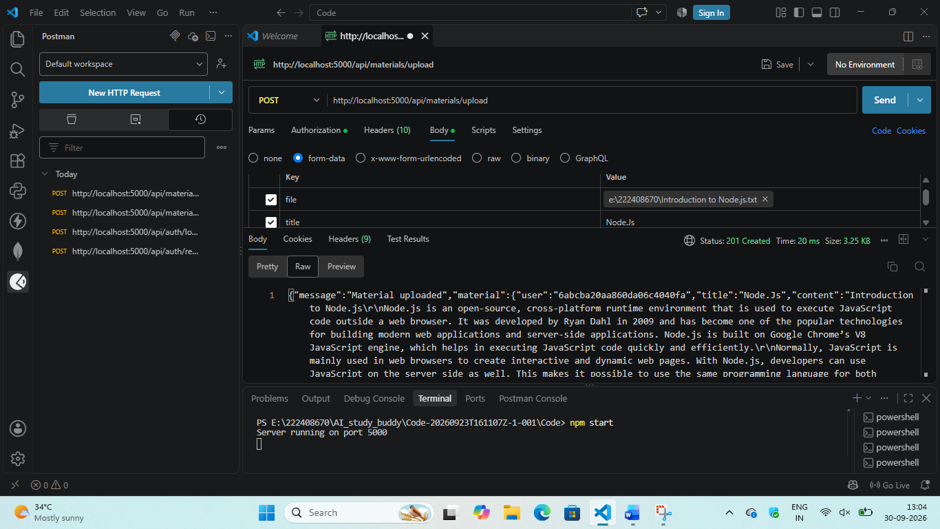 File Edit Selection View Go Run ··· Code Sign In
Postman Welcome http://localhos...
http://localhost:5000/api/materials/upload Save No Environment
Default workspace
New HTTP Request
POST http://localhost:5000/api/materials/upload Send
Params Authorization Headers (10) Body Scripts Settings Code Cookies
Filter
none form-data x-www-form-urlencoded raw binary GraphQL
Today
POST http://localhost:5000/api/materia...
POST http://localhost:5000/api/materia...
POST http://localhost:5000/api/auth/lo...
POST http://localhost:5000/api/auth/re...
Key Value
file e:\222408670\Introduction to Node.js.txt
title NodeJs
Body Cookies Headers (9) Test Results Status: 201 Created Time: 20 ms Size: 3.25 KB
Pretty Raw Preview
1 {"message":"Material uploaded","material":{"user":"6abcba20aa860da06c4040fa","title":"Node.Js","content":"Introduction
to Node.js\r\nNode.js is an open-source, cross-platform runtime environment that is used to execute JavaScript
code outside a web browser. It was developed by Ryan Dahl in 2009 and has become one of the popular technologies
for building modern web applications and server-side applications. Node.js is built on Google Chrome's V8
JavaScript engine, which helps in executing JavaScript code quickly and efficiently.\r\nNormally, JavaScript is
mainly used in web browsers to create interactive and dynamic web pages. With Node.js, developers can use
JavaScript on the server side as well. This makes it possible to use the same programming language for both
Problems Output Debug Console Terminal Ports Postman Console
PS E:\222408670\AI_study_buddy\Code-20260923T161107Z-1-001\Code> npm start
Server running on port 5000
powershell
powershell
powershell
powershell
0 0 Go Live
34°C
Mostly sunny
Search
ENG
IN
13:04
30-09-2026